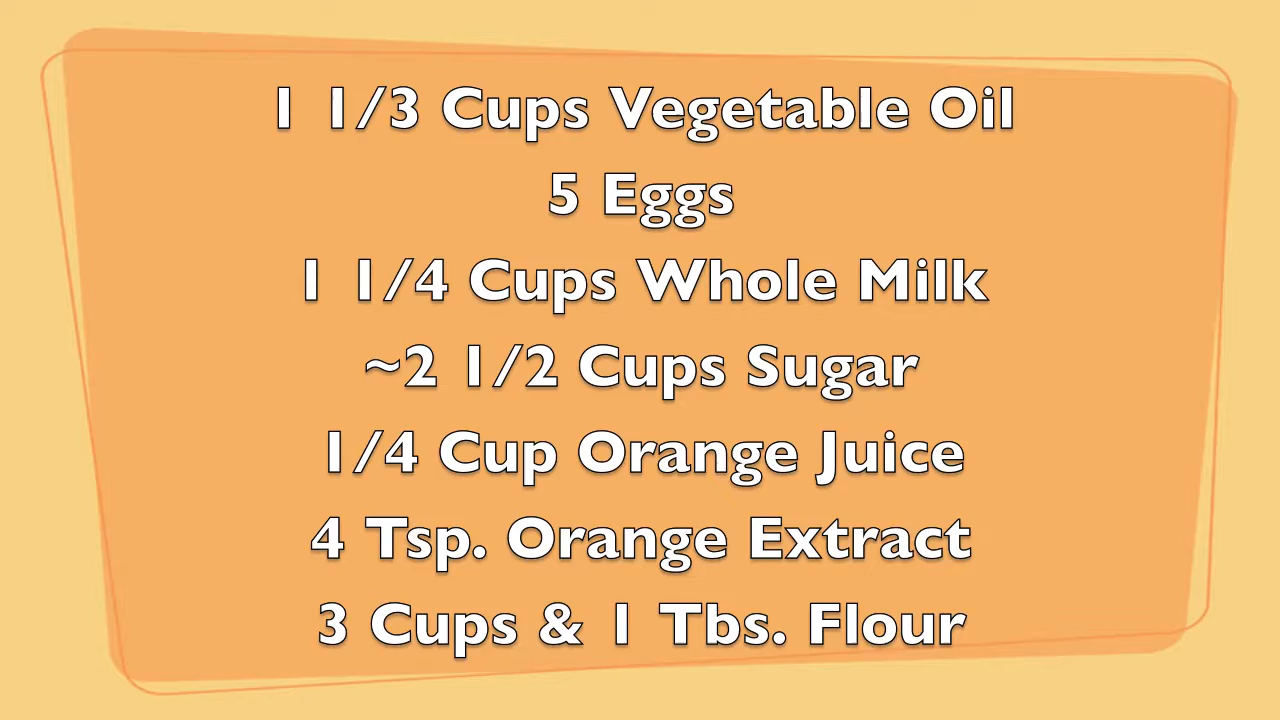 1 1/3 Cups Vegetable Oil
5 Eggs
1 1/4 Cups Whole Milk
~2 1/2 Cups Sugar
1/4 Cup Orange Juice
4 Tsp. Orange Extract
3 Cups & 1 Tbs. Flour